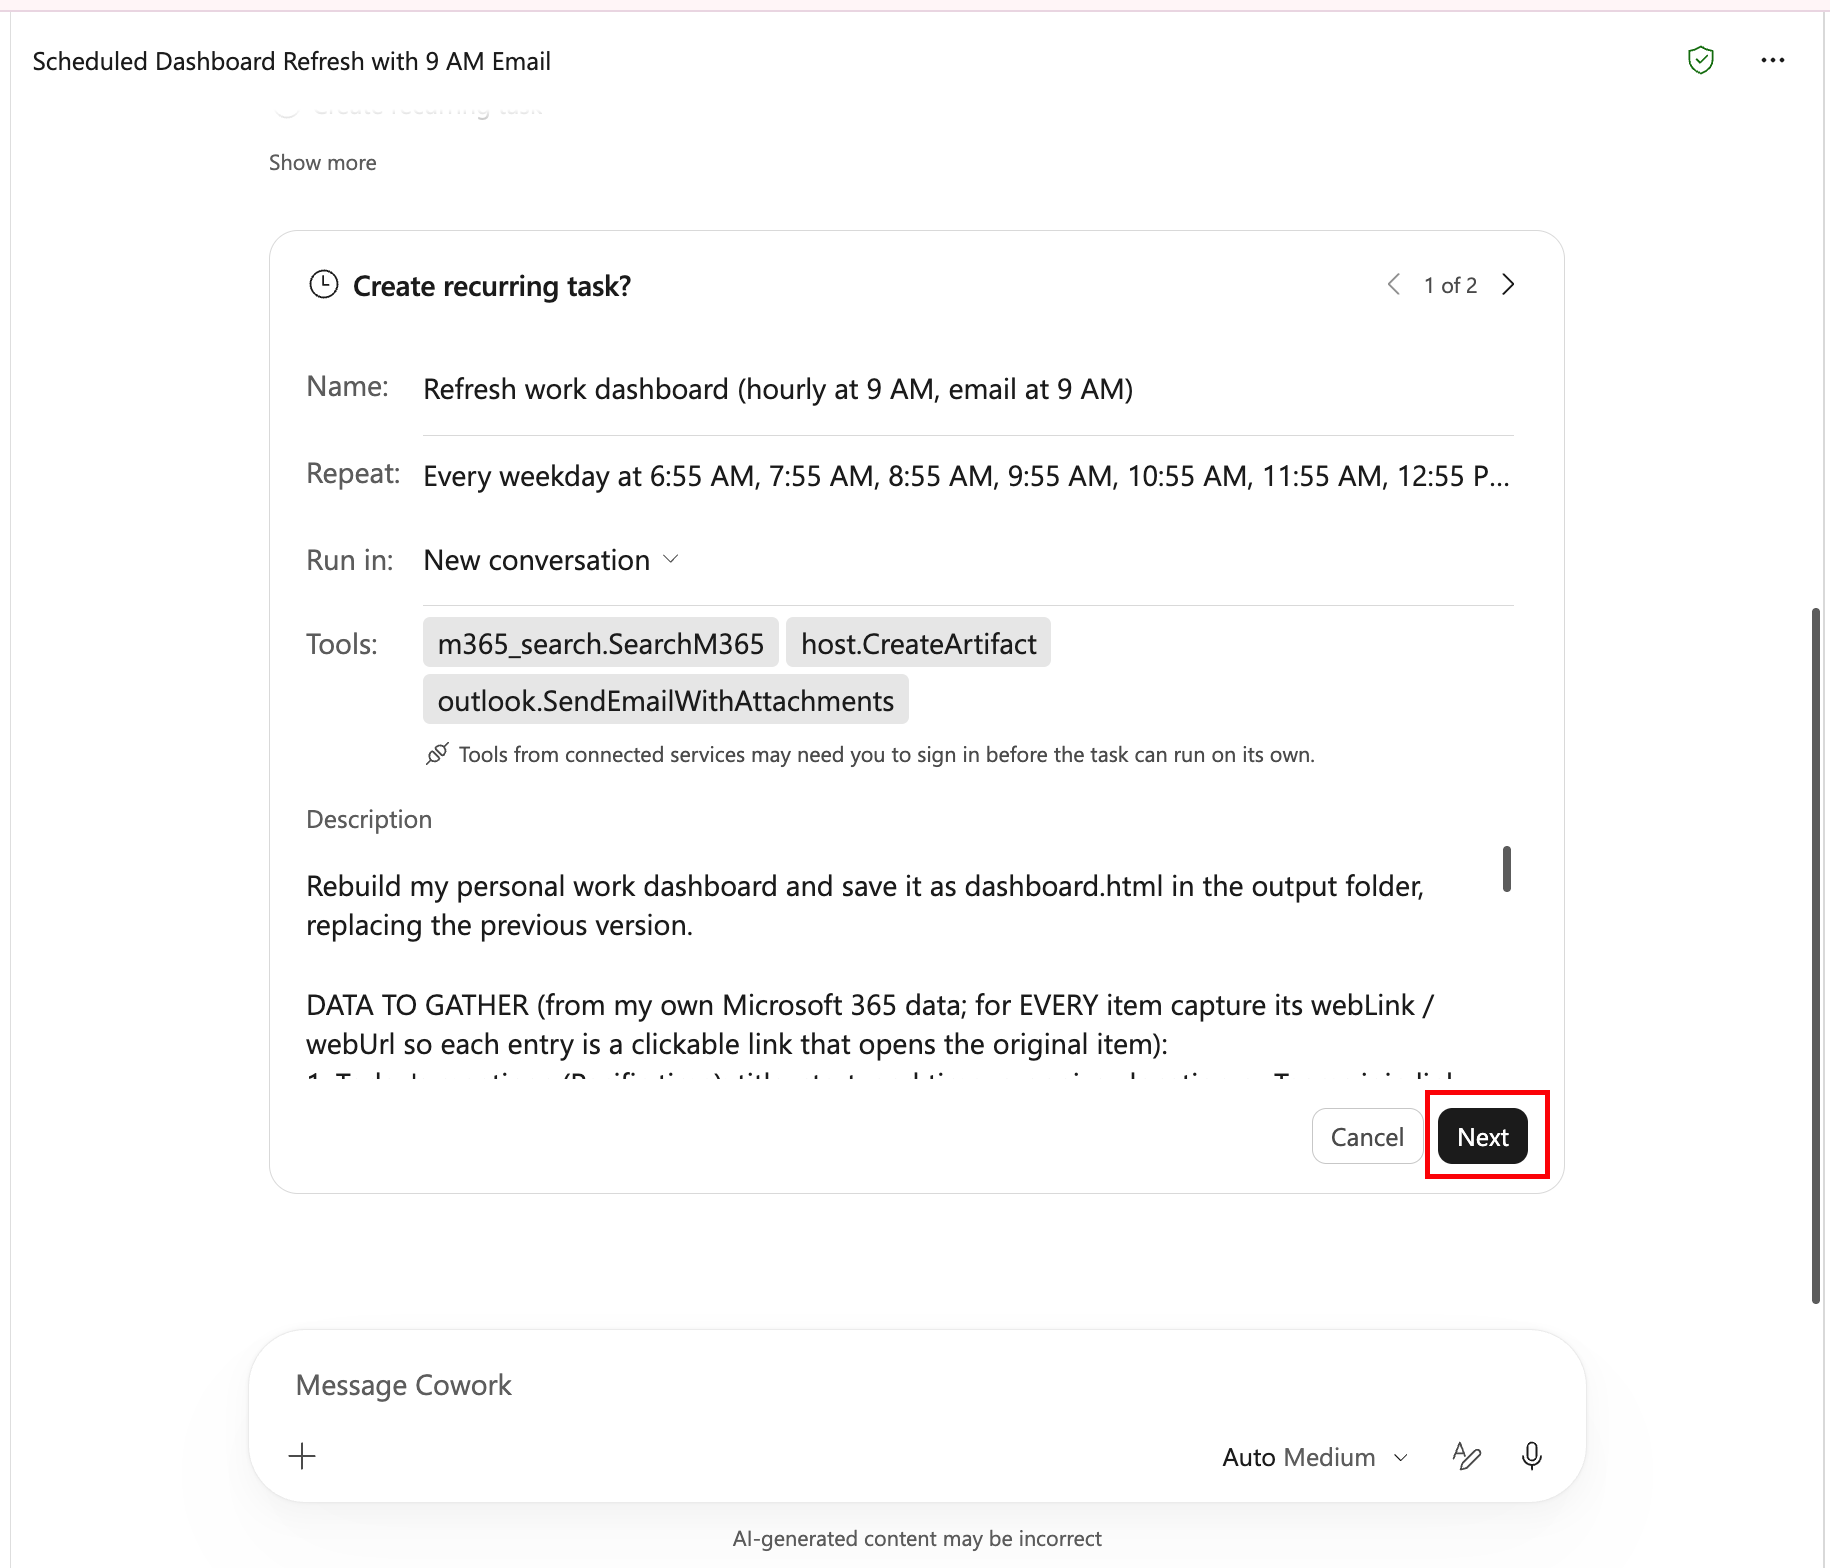 Scheduled Dashboard Refresh with 9 AM Email
Create recurring task
Show more
Create recurring task?
1 of 2
Name: Refresh work dashboard (hourly at 9 AM, email at 9 AM)
Repeat: Every weekday at 6:55 AM, 7:55 AM, 8:55 AM, 9:55 AM, 10:55 AM, 11:55 AM, 12:55 P...
Run in: New conversation
Tools: m365_search.SearchM365 host.CreateArtifact
outlook.SendEmailWithAttachments
Tools from connected services may need you to sign in before the task can run on its own.
Description
Rebuild my personal work dashboard and save it as dashboard.html in the output folder,
replacing the previous version.
DATA TO GATHER (from my own Microsoft 365 data; for EVERY item capture its webLink /
webUrl so each entry is a clickable link that opens the original item):
Cancel
Next
Message Cowork
Auto Medium
AI-generated content may be incorrect